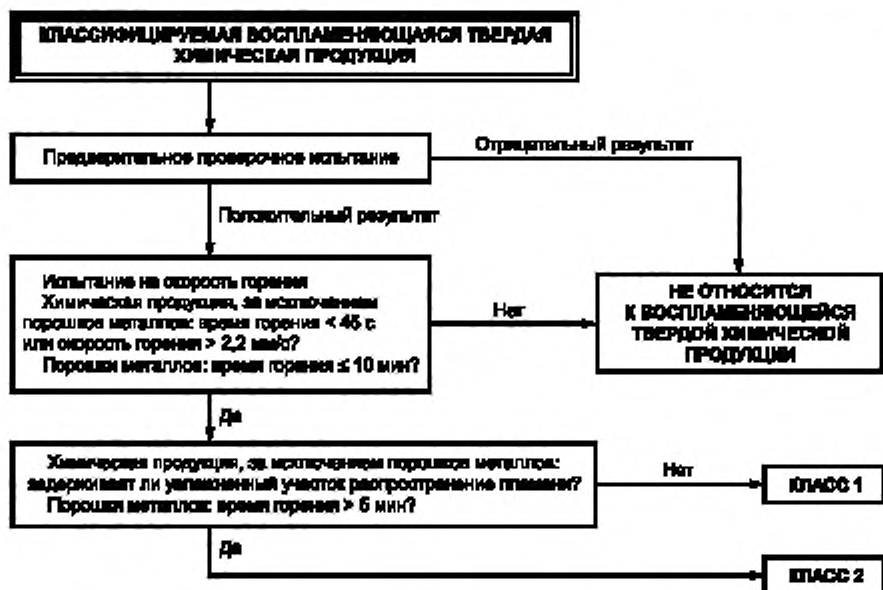 КЛАССИФИЦИРУЕМАЯ ВОСПЛАМЕНЯЮЩАЯСЯ ТВЕРДАЯ
ХИМИЧЕСКАЯ ПРОДУКЦИЯ
Предварительное проверочное испытание
Отрицательный результат
Положительный результат
Испытание на скорость горения
Химическая продукция, за исключением
порошков металлов: время горения < 45 с
или скорость горения > 2,2 мм/с?
Порошки металлов: время горения ≤ 10 мин?
Нет
НЕ ОТНОСИТСЯ
К ВОСПЛАМЕНЯЮЩЕЙСЯ
ТВЕРДОЙ ХИМИЧЕСКОЙ
ПРОДУКЦИИ
Да
Химическая продукция, за исключением порошков металлов:
задерживает ли увлажненный участок распространение пламени?
Порошки металлов: время горения > 5 мин?
Нет
КЛАСС 1
Да
КЛАСС 2